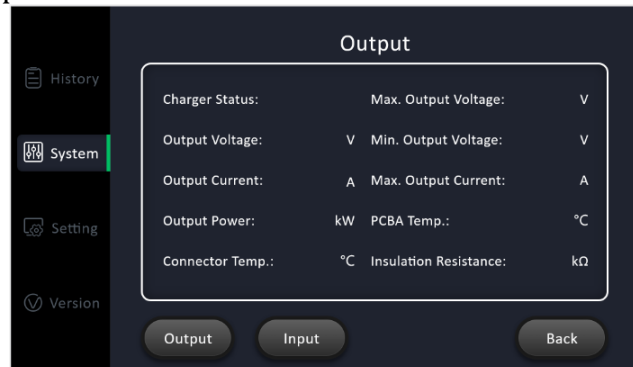 Output
History
System
Setting
Version
Charger Status: Max. Output Voltage: V
Output Voltage: V Min. Output Voltage: V
Output Current: A Max. Output Current: A
Output Power: kW PCBA Temp.: °C
Connector Temp.: °C Insulation Resistance: kΩ
Output Input Back